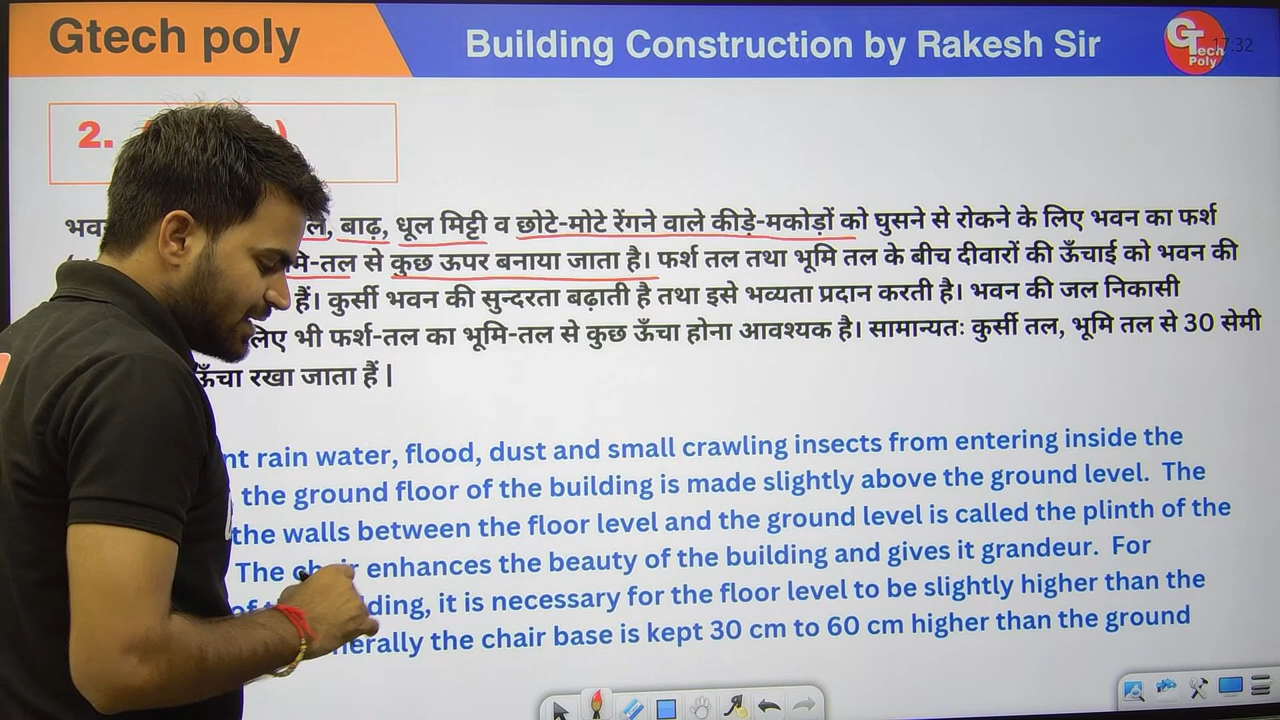 Gtech poly
Building Construction by Rakesh Sir
GTech Poly
17:32
2.
बाढ़, धूल मिट्टी व छोटे-मोटे रेंगने वाले कीड़े-मकोड़ों को घुसने से रोकने के लिए भवन का फर्श
से कुछ ऊपर बनाया जाता है। फर्श तल तथा भूमि तल के बीच दीवारों की ऊँचाई को भवन की
हैं। कुर्सी भवन की सुन्दरता बढ़ाती है तथा इसे भव्यता प्रदान करती है। भवन की जल निकासी
लिए भी फर्श-तल का भूमि-तल से कुछ ऊँचा होना आवश्यक है। सामान्यतः कुर्सी तल, भूमि तल से 30 सेमी
ऊँचा रखा जाता हैं |
rain water, flood, dust and small crawling insects from entering inside the
the ground floor of the building is made slightly above the ground level. The
the walls between the floor level and the ground level is called the plinth of the
The chair enhances the beauty of the building and gives it grandeur. For
of it is necessary for the floor level to be slightly higher than the
the chair base is kept 30 cm to 60 cm higher than the ground